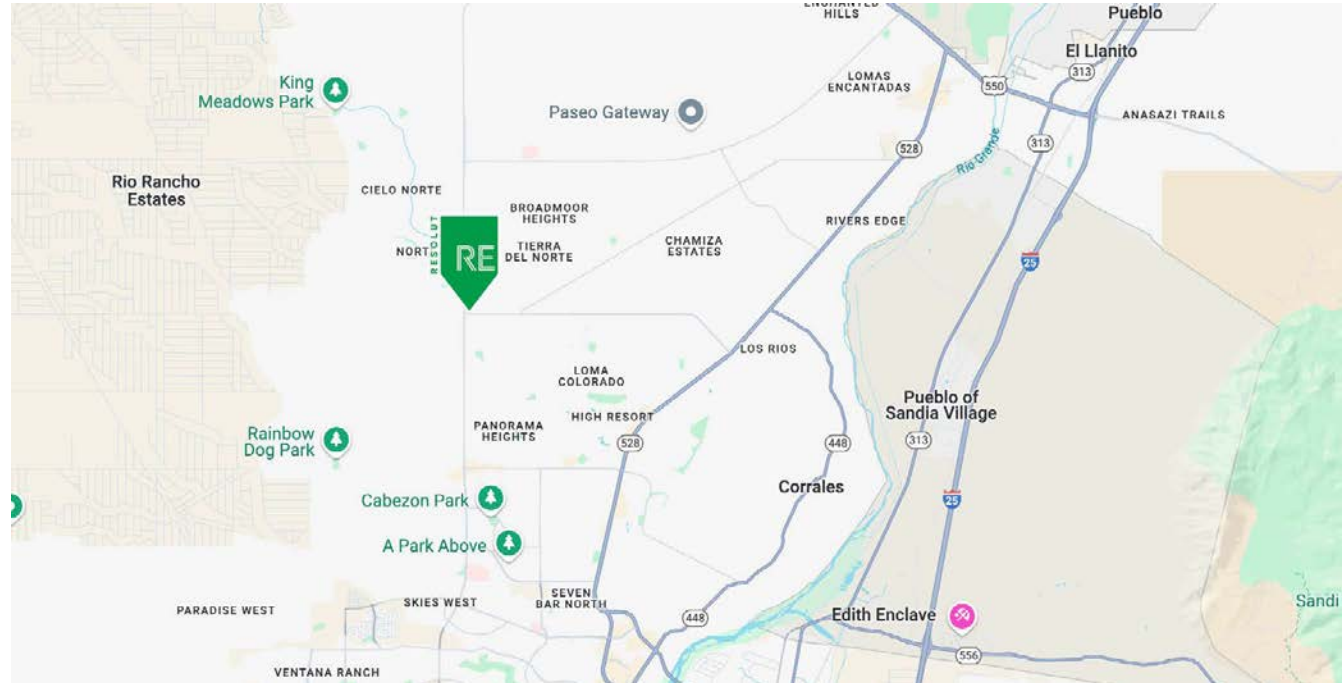 ENCHANTED
HILLS
Pueblo
El Llanito
313
King
Meadows Park
LOMAS
ENCANTADAS
550
Paseo Gateway
ANASAZI TRAILS
528
313
Rio Grande
Rio Rancho
Estates
CIELO NORTE
BROADMOOR
HEIGHTS
RIVERS EDGE
RESOLUT
RE
NORT
TIERRA
DEL NORTE
CHAMIZA
ESTATES
25
LOS RIOS
LOMA
COLORADO
Pueblo of
Sandia Village
HIGH RESORT
PANORAMA
HEIGHTS
Rainbow
Dog Park
528
448
313
Corrales
Cabezon Park
25
A Park Above
SEVEN
BAR NORTH
PARADISE WEST
SKIES WEST
448
Edith Enclave
Sandi
556
VENTANA RANCH